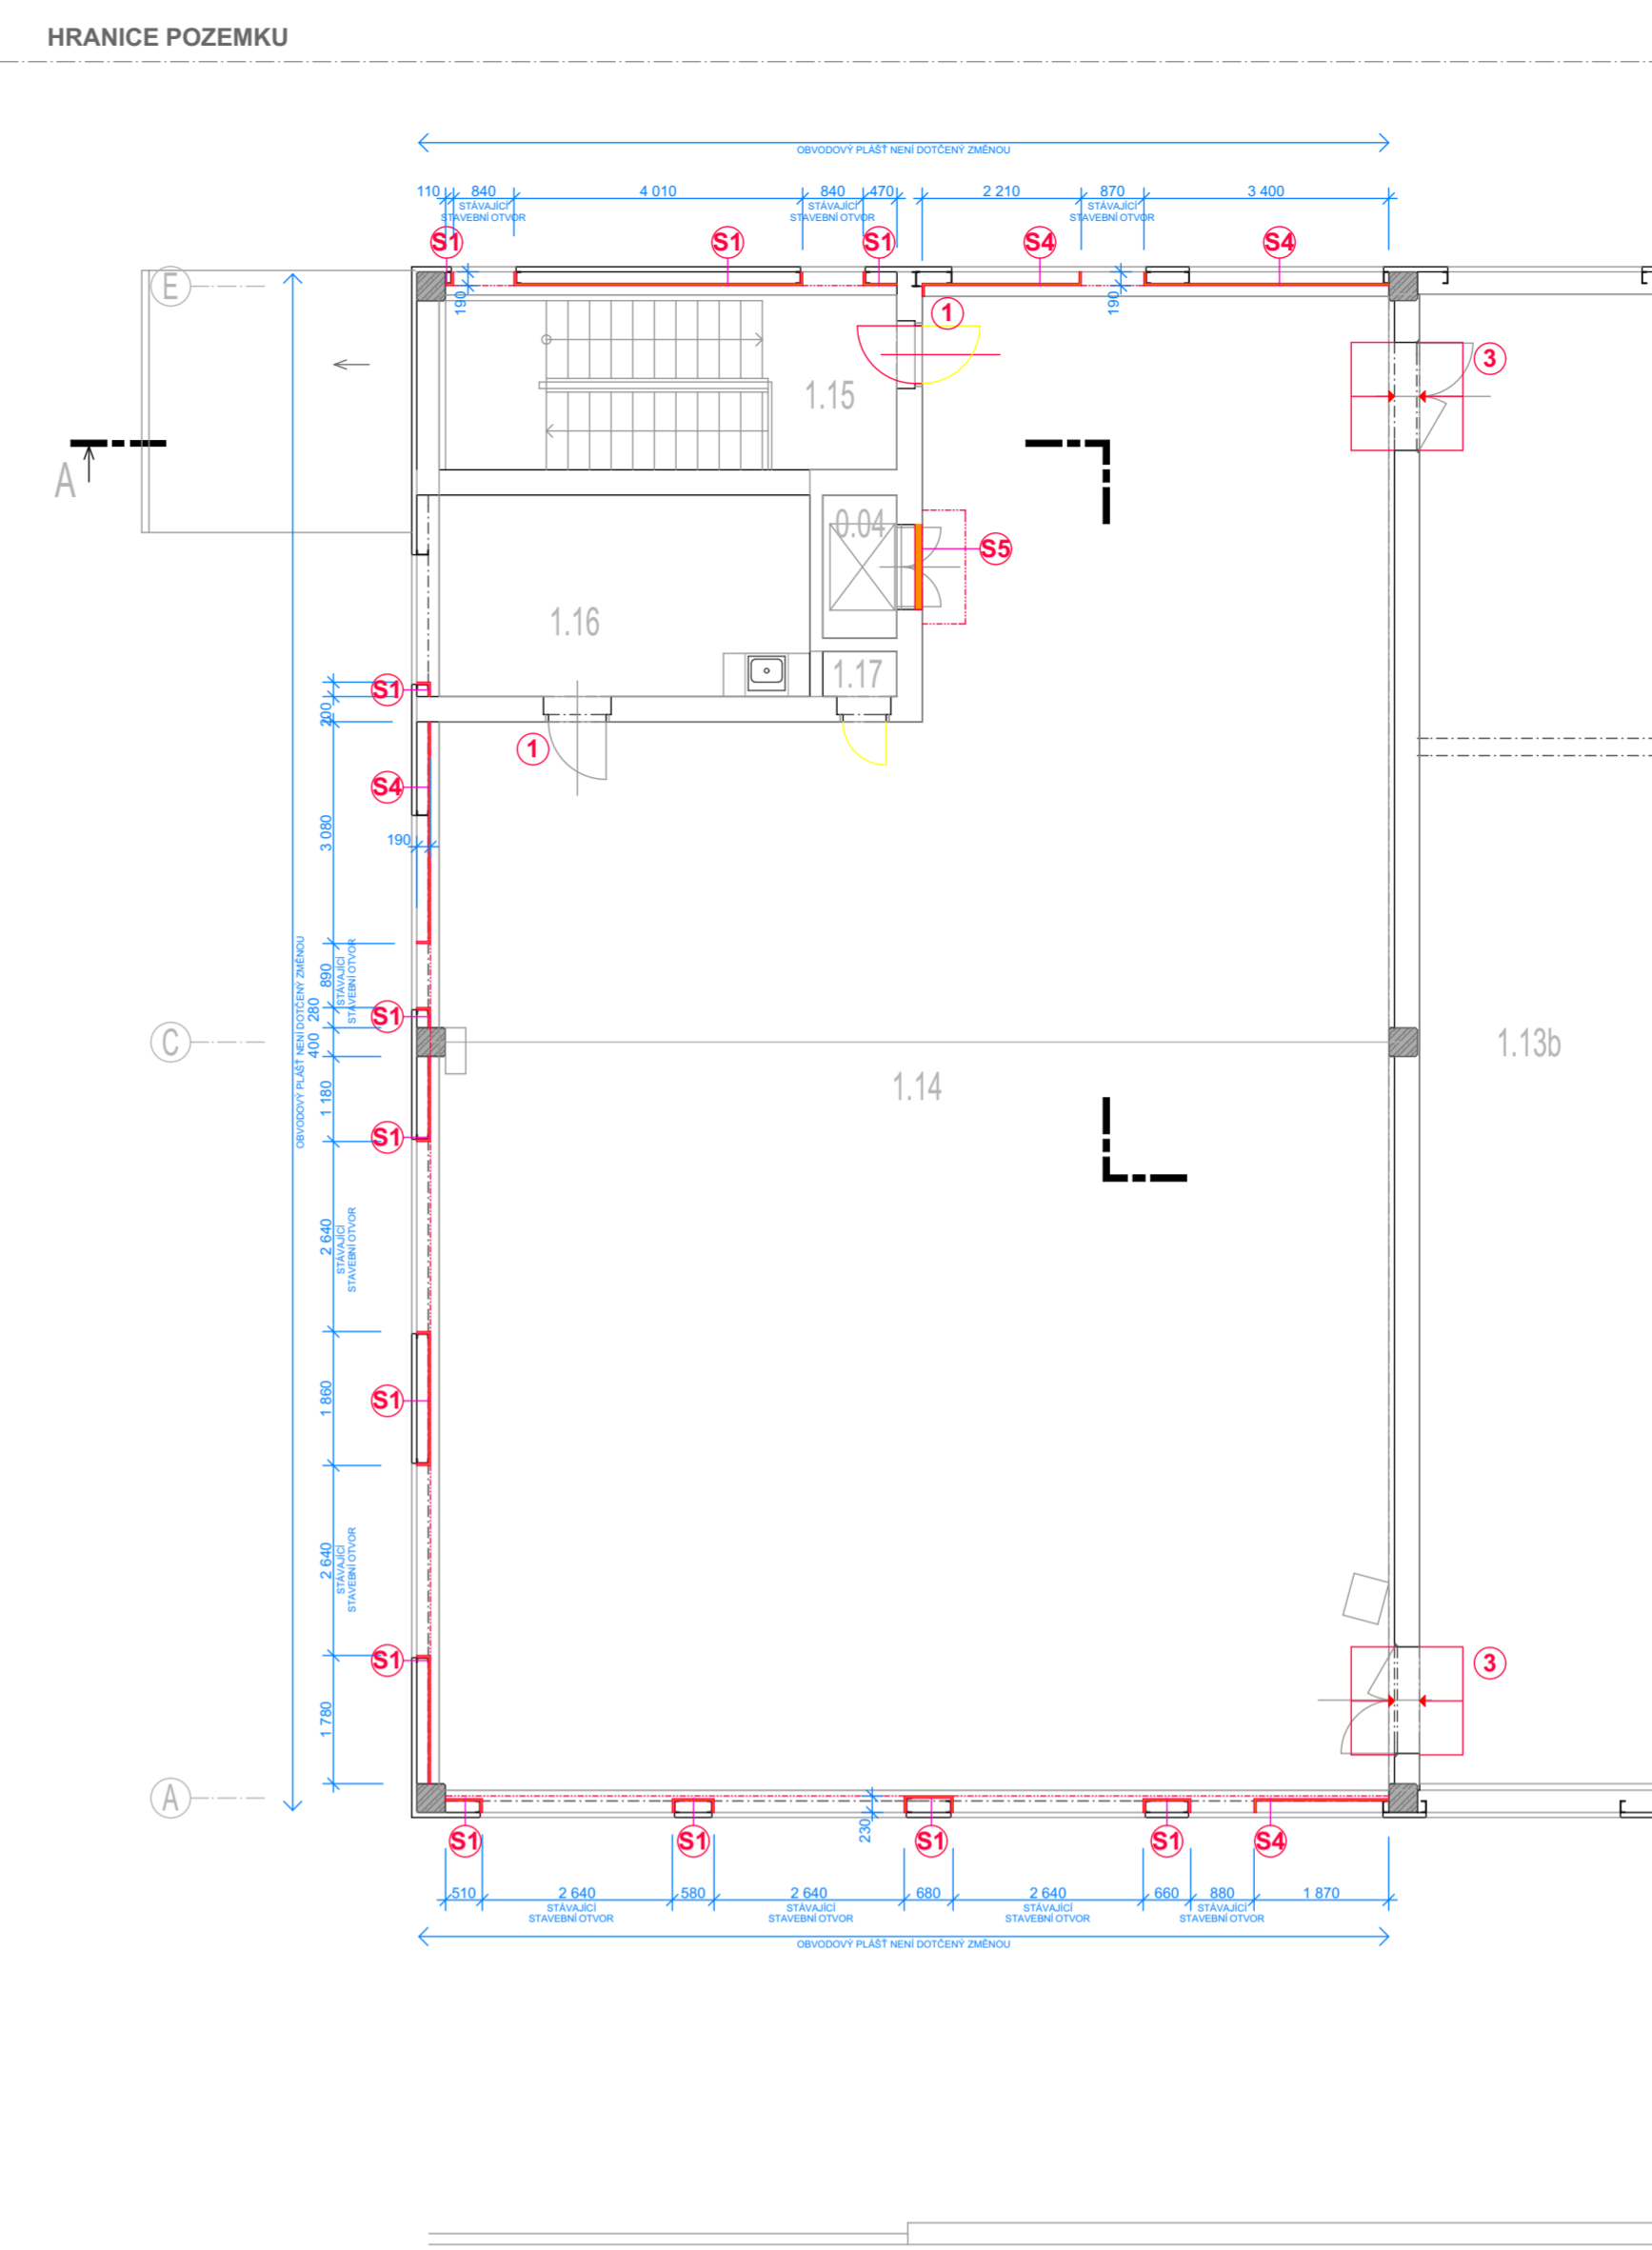 HRANICE POZEMKU
OBVODOVÝ PLÁŠŤ NENÍ DOTČENÝ ZMĚNOU
110 840 4 010 840 470 2 210 870 3 400
STÁVAJÍCÍ
STAVEBNÍ OTVOR
STÁVAJÍCÍ
STAVEBNÍ OTVOR
STÁVAJÍCÍ
STAVEBNÍ OTVOR
S1 S1 S1 S4 S4
E
190
190
1
3
1.15
A
0.04
S5
1.16
1.17
S1
200
1
S4
3 080
190
OBVODOVÝ PLÁŠŤ NENÍ DOTČENÝ ZMĚNOU
890
STÁVAJÍCÍ
STAVEBNÍ OTVOR
280
S1
C
400
1.13b
1.14
1 180
S1
2 640
STÁVAJÍCÍ
STAVEBNÍ OTVOR
1 860
S1
2 640
STÁVAJÍCÍ
STAVEBNÍ OTVOR
S1
3
1 780
A
230
S1 S1 S1 S1 S4
510 2 640 580 2 640 680 2 640 660 880 1 870
STÁVAJÍCÍ
STAVEBNÍ OTVOR
STÁVAJÍCÍ
STAVEBNÍ OTVOR
STÁVAJÍCÍ
STAVEBNÍ OTVOR
STÁVAJÍCÍ
STAVEBNÍ OTVOR
OBVODOVÝ PLÁŠŤ NENÍ DOTČENÝ ZMĚNOU